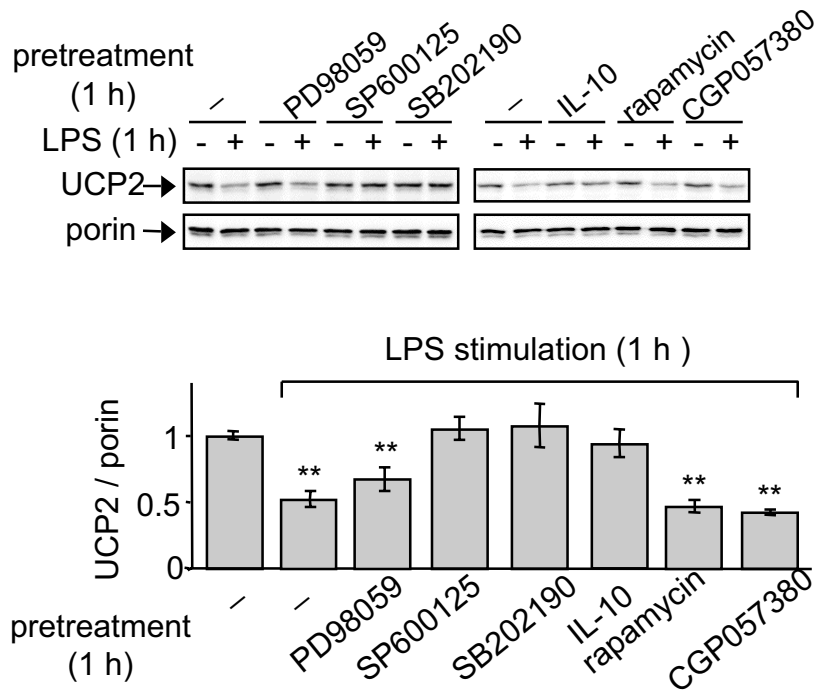 pretreatment
(1 h)
– PD98059 SP600125 SB202190 – IL-10 rapamycin CGP057380
LPS (1 h) - + - + - + - + - + - + - + - +
UCP2
porin
LPS stimulation (1 h )
UCP2 / porin
1
0.5
0
** ** ** **
– – PD98059 SP600125 SB202190 IL-10 rapamycin CGP057380
pretreatment
(1 h)